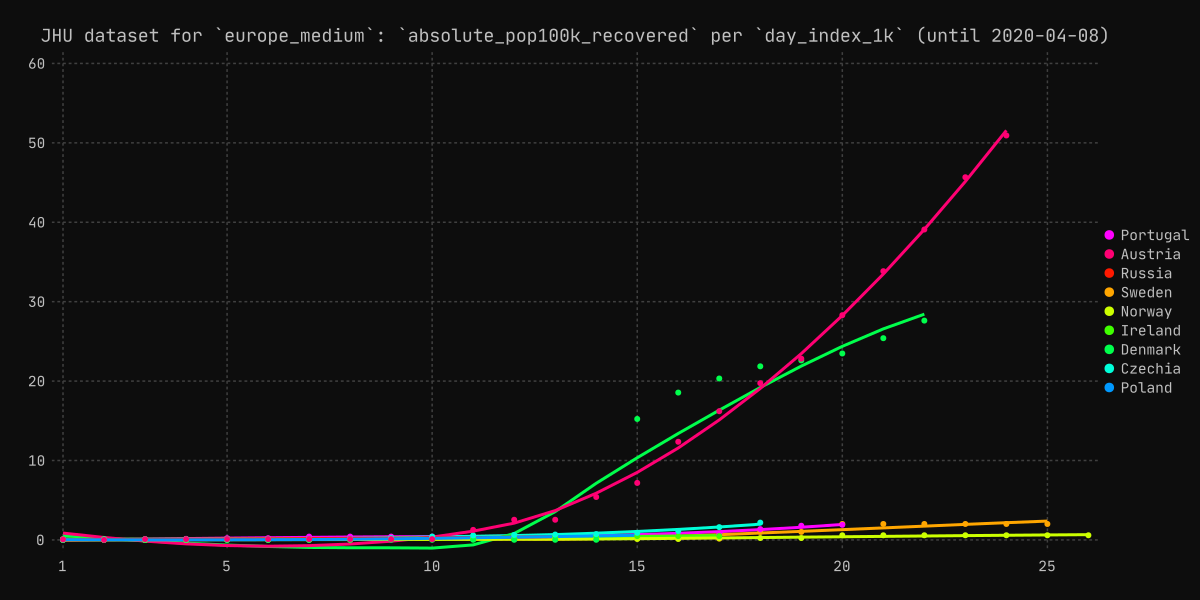 JHU dataset for `europe_medium`: `absolute_pop100k_recovered` per `day_index_1k` (until 2020-04-08)
60
50
40
30
20
10
0
1 5 10 15 20 25
Portugal
Austria
Russia
Sweden
Norway
Ireland
Denmark
Czechia
Poland